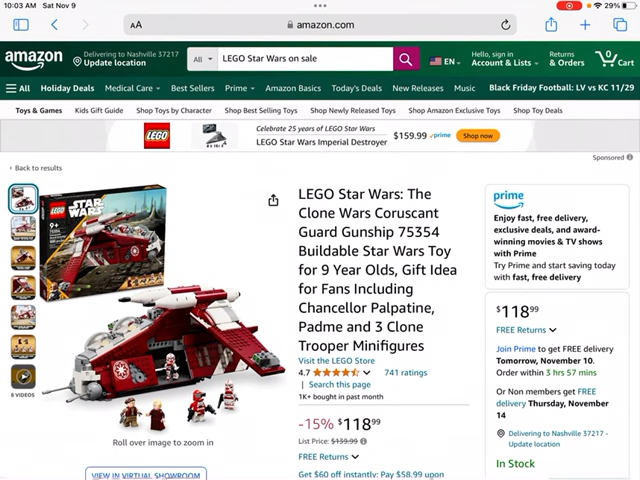 10:03 AM Sat Nov 9
29%
AA
amazon.com
amazon
Delivering to Nashville 37217
Update location
All
LEGO Star Wars on sale
EN
Hello, sign in
Account & Lists
Returns
& Orders
0
Cart
All
Holiday Deals
Medical Care
Best Sellers
Prime
Amazon Basics
Today's Deals
New Releases
Music
Black Friday Football: LV vs KC 11/29
Toys & Games
Kids Gift Guide
Shop Toys by Character
Shop Best Selling Toys
Shop Newly Released Toys
Shop Amazon Exclusive Toys
Shop Toy Deals
LEGO
Celebrate 25 years of LEGO Star Wars
LEGO Star Wars Imperial Destroyer
$159.99 prime
Shop now
Sponsored
‹ Back to results
LEGO
STAR WARS
9+
75354
8 VIDEOS
Roll over image to zoom in
VIEW IN VIRTUAL SHOWROOM
LEGO Star Wars: The
Clone Wars Coruscant
Guard Gunship 75354
Buildable Star Wars Toy
for 9 Year Olds, Gift Idea
for Fans Including
Chancellor Palpatine,
Padme and 3 Clone
Trooper Minifigures
Visit the LEGO Store
4.7
741 ratings
| Search this page
1K+ bought in past month
-15% $11899
List Price: $139.99
FREE Returns
Get $60 off instantly: Pay $58.99 upon
prime
Enjoy fast, free delivery,
exclusive deals, and award-
winning movies & TV shows
with Prime
Try Prime and start saving today
with fast, free delivery
$11899
FREE Returns
Join Prime to get FREE delivery
Tomorrow, November 10.
Order within 3 hrs 57 mins
Or Non members get FREE
delivery Thursday, November
14
Delivering to Nashville 37217 -
Update location
In Stock